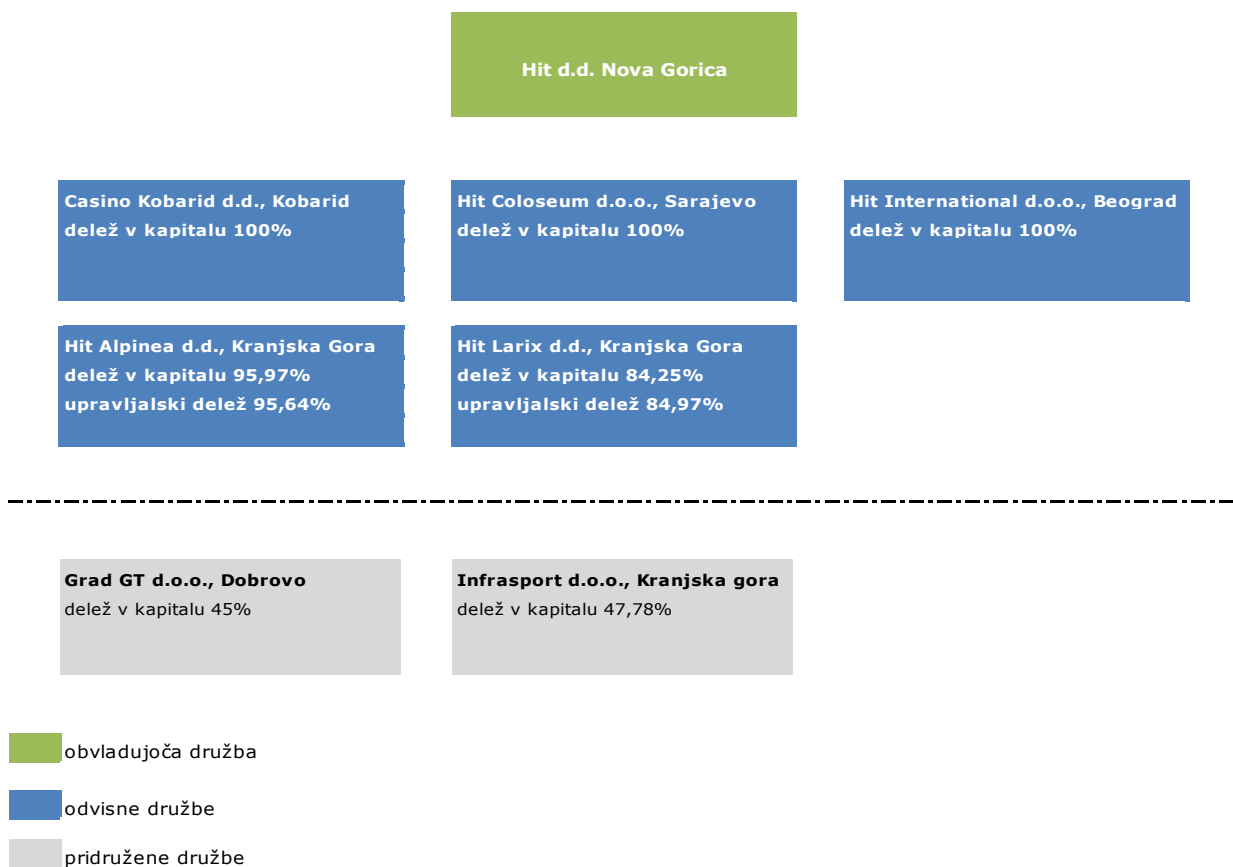 Hit d.d. Nova Gorica
Casino Kobarid d.d., Kobarid
delež v kapitalu 100%
Hit Coloseum d.o.o., Sarajevo
delež v kapitalu 100%
Hit International d.o.o., Beograd
delež v kapitalu 100%
Hit Alpinea d.d., Kranjska Gora
delež v kapitalu 95,97%
upravljalski delež 95,64%
Hit Larix d.d., Kranjska Gora
delež v kapitalu 84,25%
upravljalski delež 84,97%
Grad GT d.o.o., Dobrovo
delež v kapitalu 45%
Infrasport d.o.o., Kranjska gora
delež v kapitalu 47,78%
obvladujoča družba
odvisne družbe
pridružene družbe